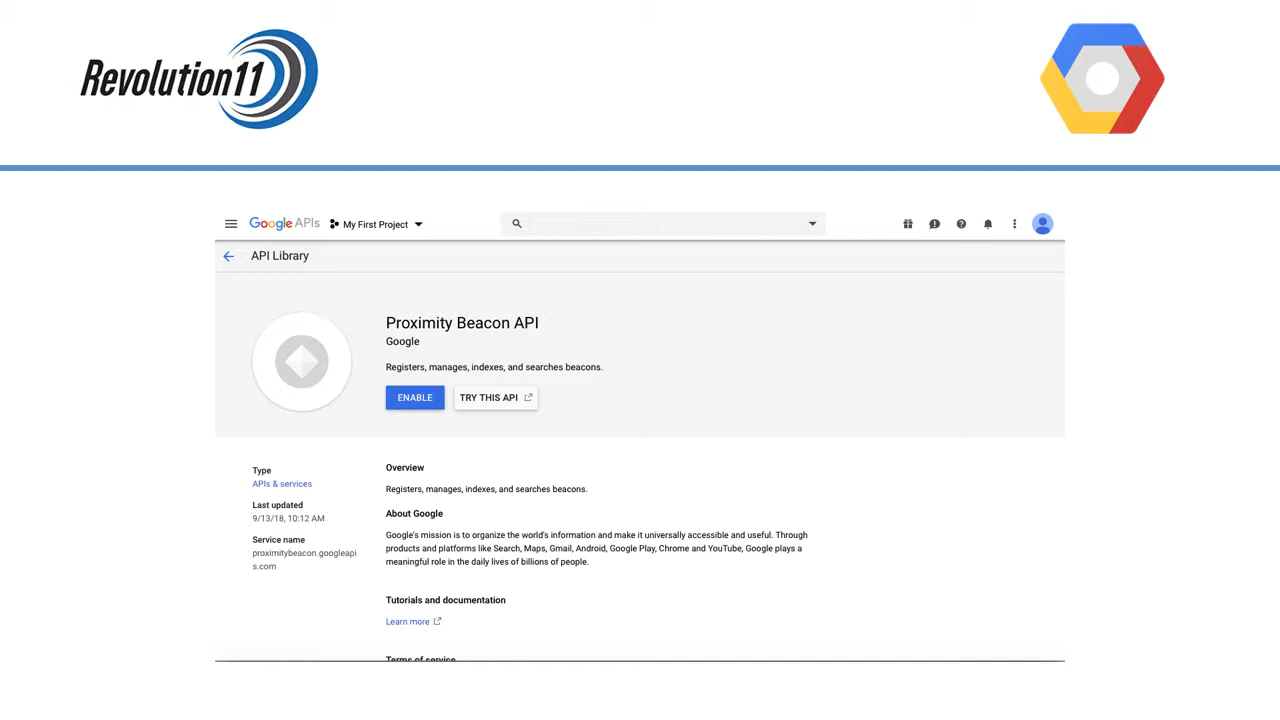 Revolution11
Google APIs My First Project
API Library
Proximity Beacon API
Google
Registers, manages, indexes, and searches beacons.
ENABLE TRY THIS API
Type
APIs & services
Last updated
9/13/18, 10:12 AM
Service name
proximitybeacon.googleapi
s.com
Overview
Registers, manages, indexes, and searches beacons.
About Google
Google's mission is to organize the world's information and make it universally accessible and useful. Through
products and platforms like Search, Maps, Gmail, Android, Google Play, Chrome and YouTube, Google plays a
meaningful role in the daily lives of billions of people.
Tutorials and documentation
Learn more
Terms of service